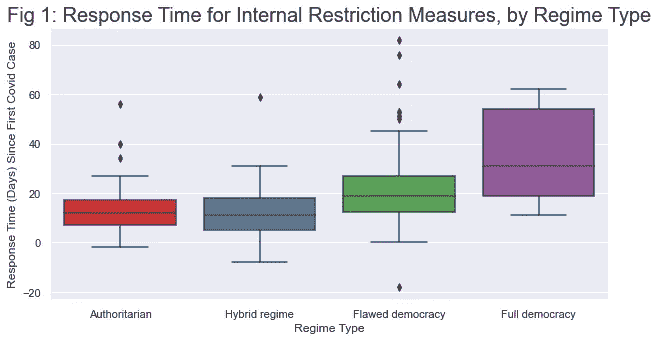 Fig 1: Response Time for Internal Restriction Measures, by Regime Type
Response Time (Days) Since First Covid Case
80
60
40
20
0
−20
Authoritarian
Hybrid regime
Flawed democracy
Full democracy
Regime Type